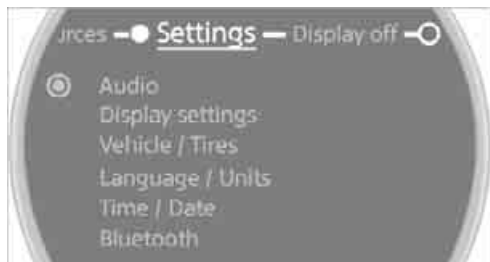 urces Settings Display off
Audio
Display settings
Vehicle / Tires
Language / Units
Time / Date
Bluetooth